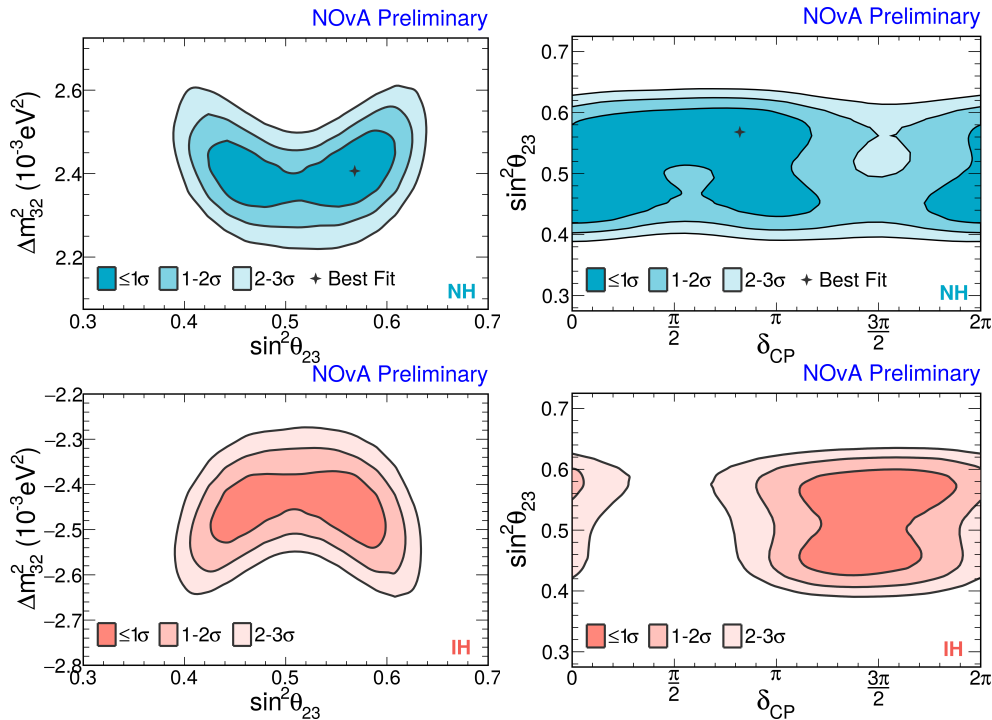 NOvA Preliminary
Δm²₃₂ (10⁻³eV²)
2.6
2.4
2.2
≤1σ 1-2σ 2-3σ Best Fit
NH
0.3 0.4 0.5 0.6 0.7
sin²θ₂₃
NOvA Preliminary
sin²θ₂₃
0.7
0.6
0.5
0.4
0.3
≤1σ 1-2σ 2-3σ Best Fit
NH
0 π/2 π 3π/2 2π
δCP
NOvA Preliminary
Δm²₃₂ (10⁻³eV²)
−2.2
−2.3
−2.4
−2.5
−2.6
−2.7
−2.8
≤1σ 1-2σ 2-3σ
IH
0.3 0.4 0.5 0.6 0.7
sin²θ₂₃
NOvA Preliminary
sin²θ₂₃
0.7
0.6
0.5
0.4
0.3
≤1σ 1-2σ 2-3σ
IH
0 π/2 π 3π/2 2π
δCP